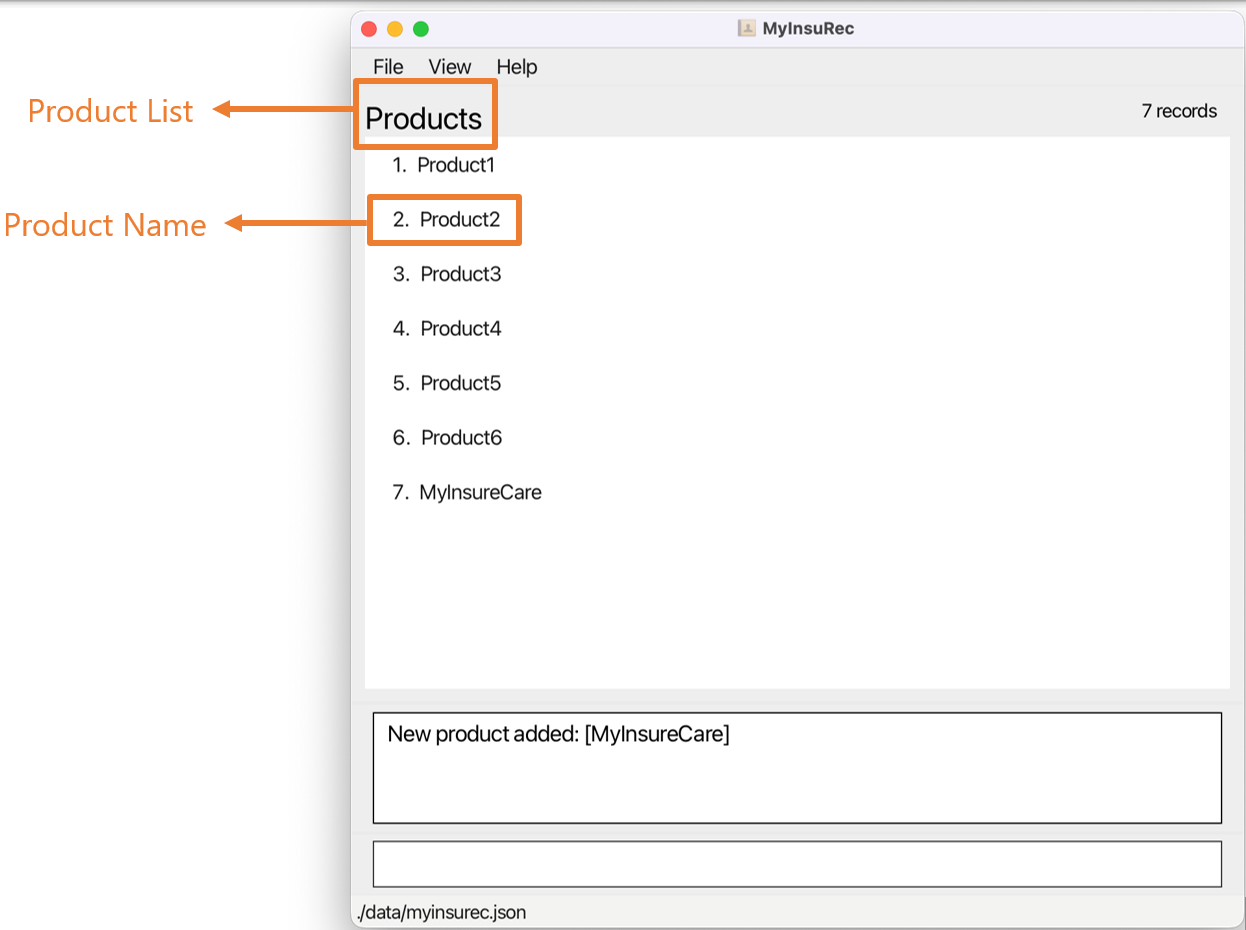 MyInsuRec
File View Help
Product List
Products
7 records
1. Product1
Product Name
2. Product2
3. Product3
4. Product4
5. Product5
6. Product6
7. MyInsureCare
New product added: [MyInsureCare]
./data/myinsurec.json